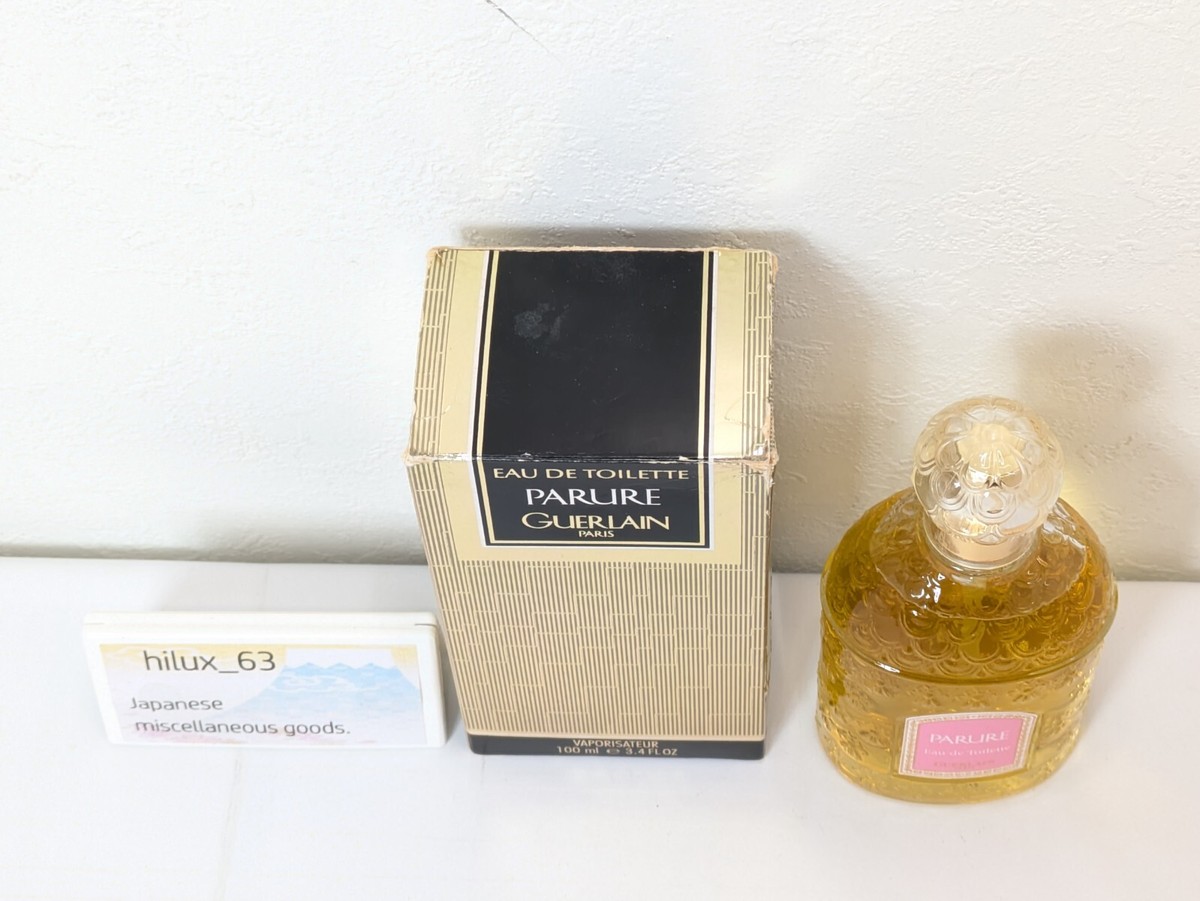 hilux_63
Japanese
miscellaneous goods.
EAU DE TOILETTE
PARURE
GUERLAIN
PARIS
VAPORISATEUR
100 ml e 3.4 FL OZ
PARURE
Eau de Toilette
GUERLAIN